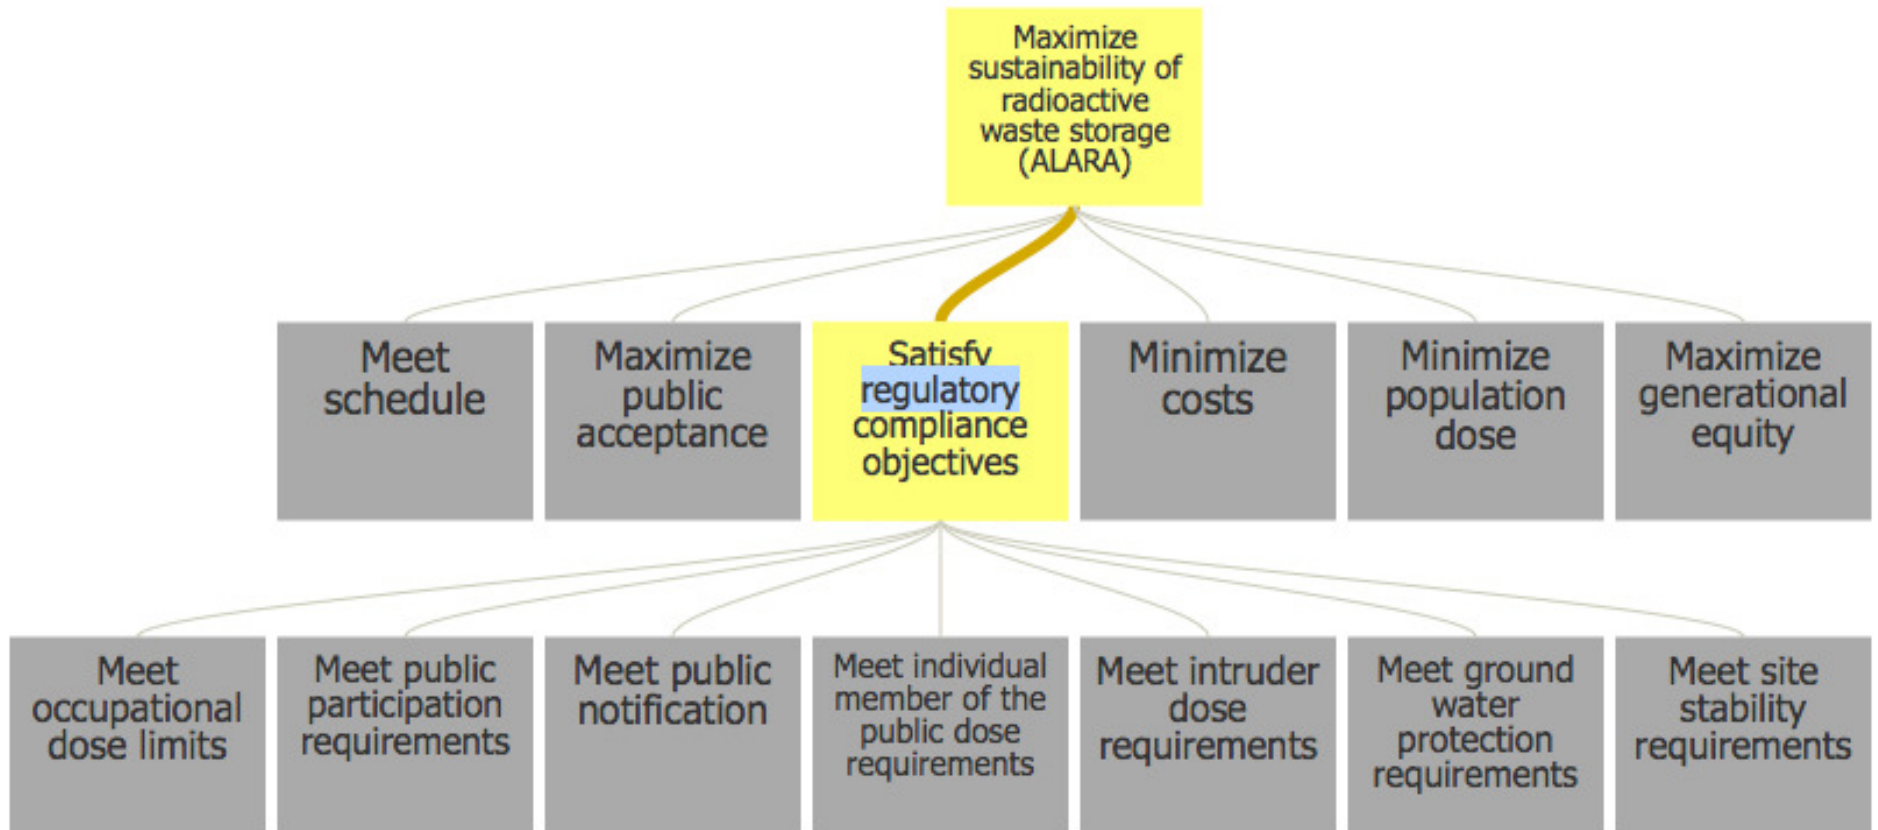 Maximize
sustainability of
radioactive
waste storage
(ALARA)
Meet
schedule
Maximize
public
acceptance
Satisfy
regulatory
compliance
objectives
Minimize
costs
Minimize
population
dose
Maximize
generational
equity
Meet
occupational
dose limits
Meet public
participation
requirements
Meet public
notification
Meet individual
member of the
public dose
requirements
Meet intruder
dose
requirements
Meet ground
water
protection
requirements
Meet site
stability
requirements